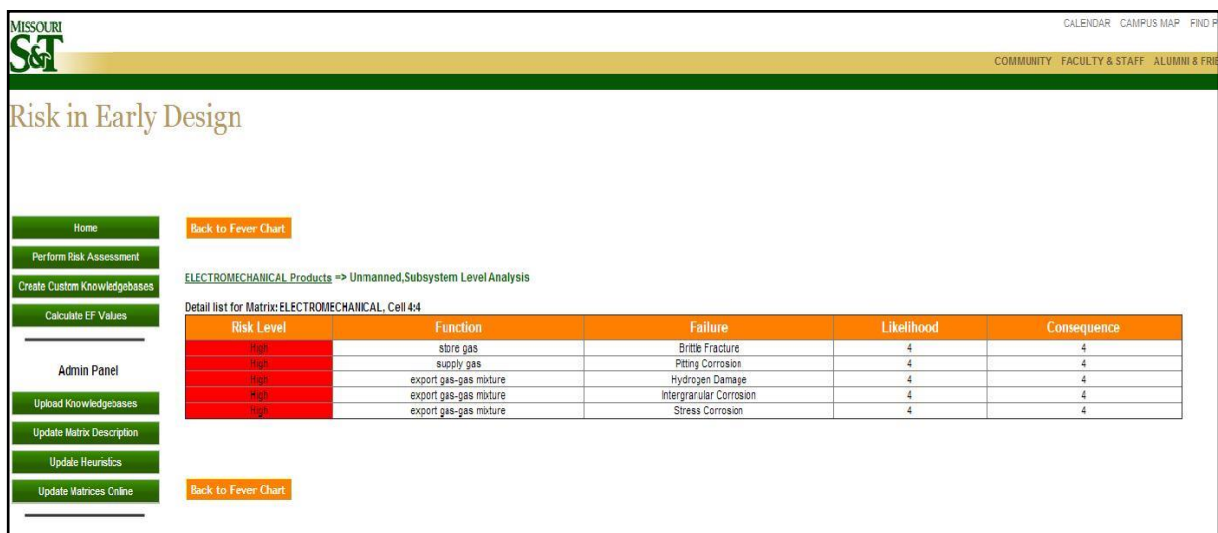 MISSOURI
S&T
CALENDAR CAMPUS MAP FIND P
COMMUNITY FACULTY & STAFF ALUMNI & FRIE
Risk in Early Design
Home
Perform Risk Assessment
Create Custom Knowledgebases
Calculate EF Values
Admin Panel
Upload Knowledgebases
Update Matrix Description
Update Heuristics
Update Matrices Online
Back to Fever Chart
ELECTROMECHANICAL Products => Unmanned,Subsystem Level Analysis
Detail list for Matrix: ELECTROMECHANICAL, Cell 4:4
Risk Level Function Failure Likelihood Consequence
High store gas Brittle Fracture 4 4
High supply gas Pitting Corrosion 4 4
High export gas-gas mixture Hydrogen Damage 4 4
High export gas-gas mixture Intergrarular Corrosion 4 4
High export gas-gas mixture Stress Corrosion 4 4
Back to Fever Chart